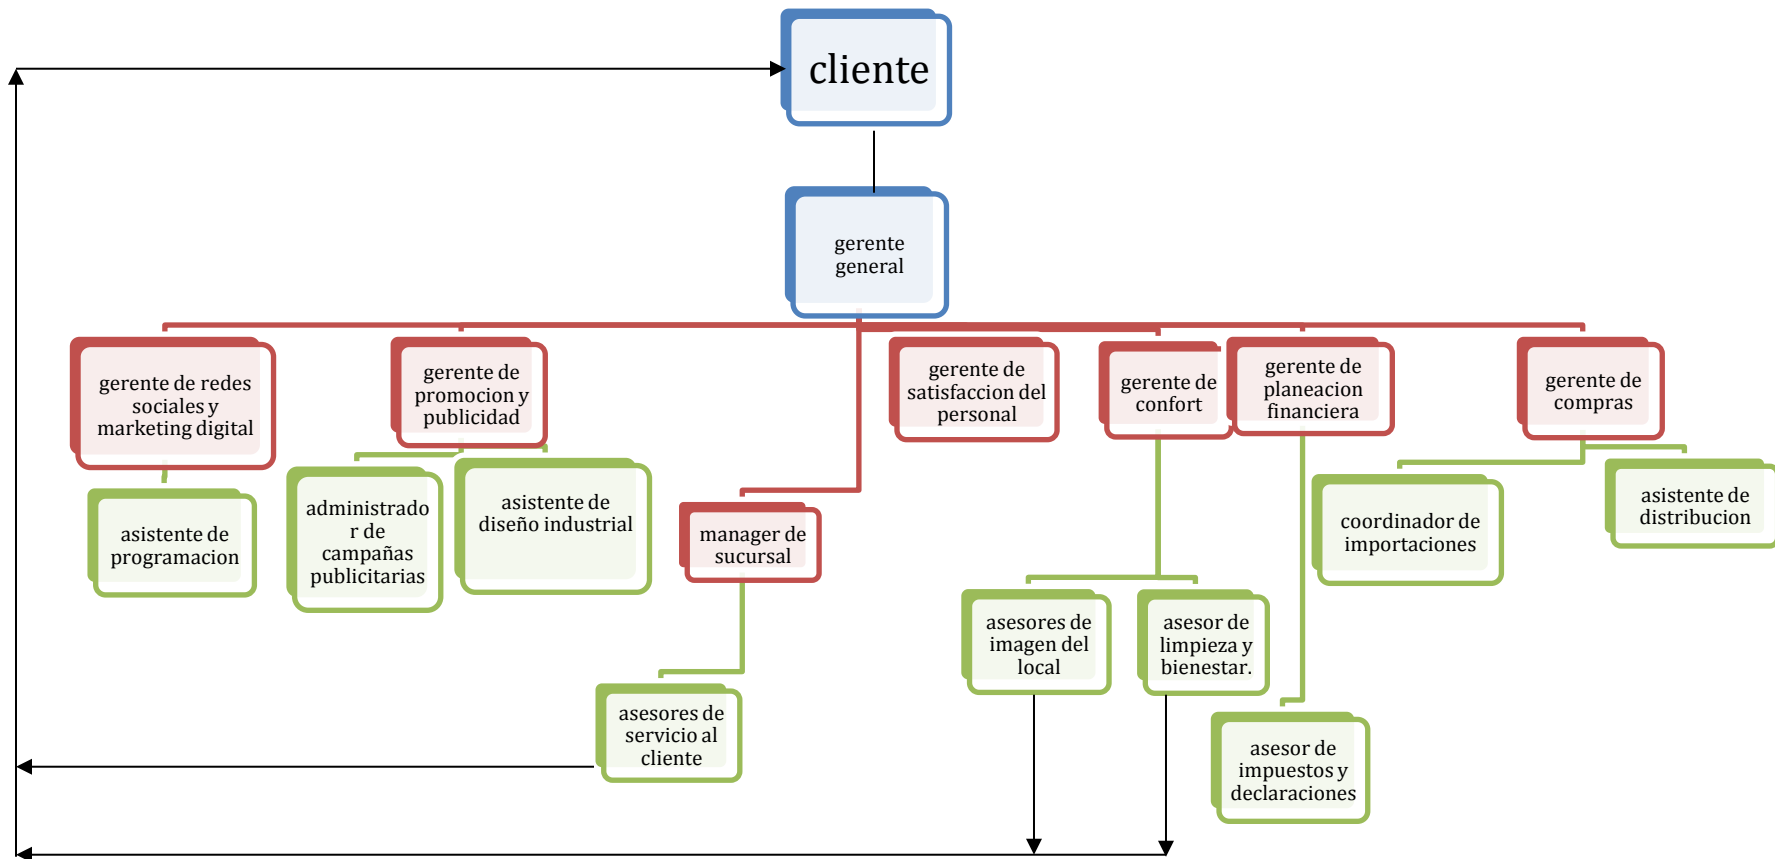 cliente
gerente
general
gerente de redes
sociales y
marketing digital
gerente de
promocion y
publicidad
gerente de
satisfaccion del
personal
gerente de
confort
gerente de
planeacion
financiera
gerente de
compras
asistente de
programacion
administrado
r de
campañas
publicitarias
asistente de
diseño industrial
manager de
sucursal
coordinador de
importaciones
asistente de
distribucion
asesores de
servicio al
cliente
asesores de
imagen del
local
asesor de
limpieza y
bienestar.
asesor de
impuestos y
declaraciones